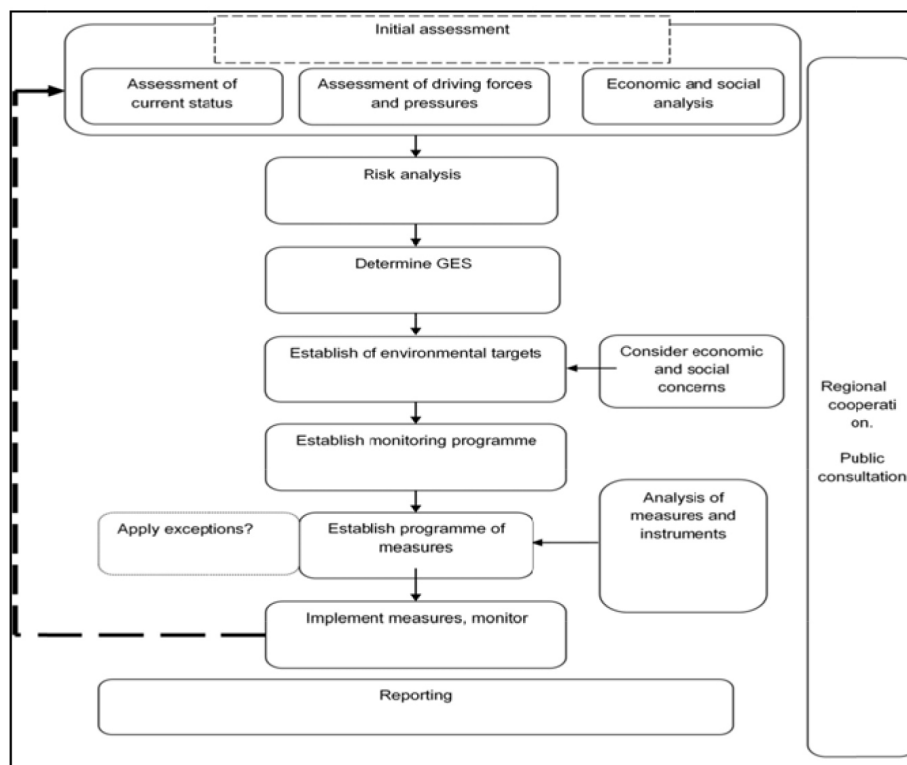 Initial assessment
Assessment of
current status
Assessment of driving forces
and pressures
Economic and social
analysis
Risk analysis
Determine GES
Establish of environmental targets
Consider economic
and social
concerns
Establish monitoring programme
Apply exceptions?
Establish programme of
measures
Analysis of
measures and
instruments
Implement measures, monitor
Reporting
Regional
cooperati
on.
Public
consultation